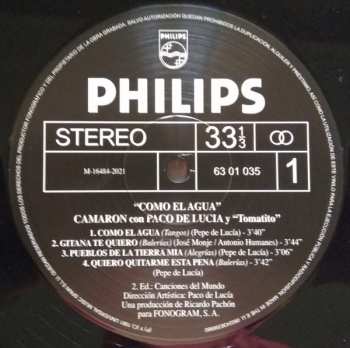 PHILIPS
PHILIPS
STEREO
33 1/3
M-16484-2021
63 01 035
1
"COMO EL AGUA"
CAMARON con PACO DE LUCIA y "Tomatito"
1. COMO EL AGUA (Tangos) (Pepe de Lucía) - 3'40"
2. GITANA TE QUIERO (Bulerías) (José Monje / Antonio Humanes) - 3'44"
3. PUEBLOS DE LA TIERRA MIA (Alegrías) (Pepe de Lucía) - 3'06"
4. QUIERO QUITARME ESTA PENA (Bulerías) - 2'42"
(Pepe de Lucía)
2. Ed.: Canciones del Mundo
Dirección Artística: Paco de Lucía
Una producción de Ricardo Pachón
para FONOGRAM, S. A.